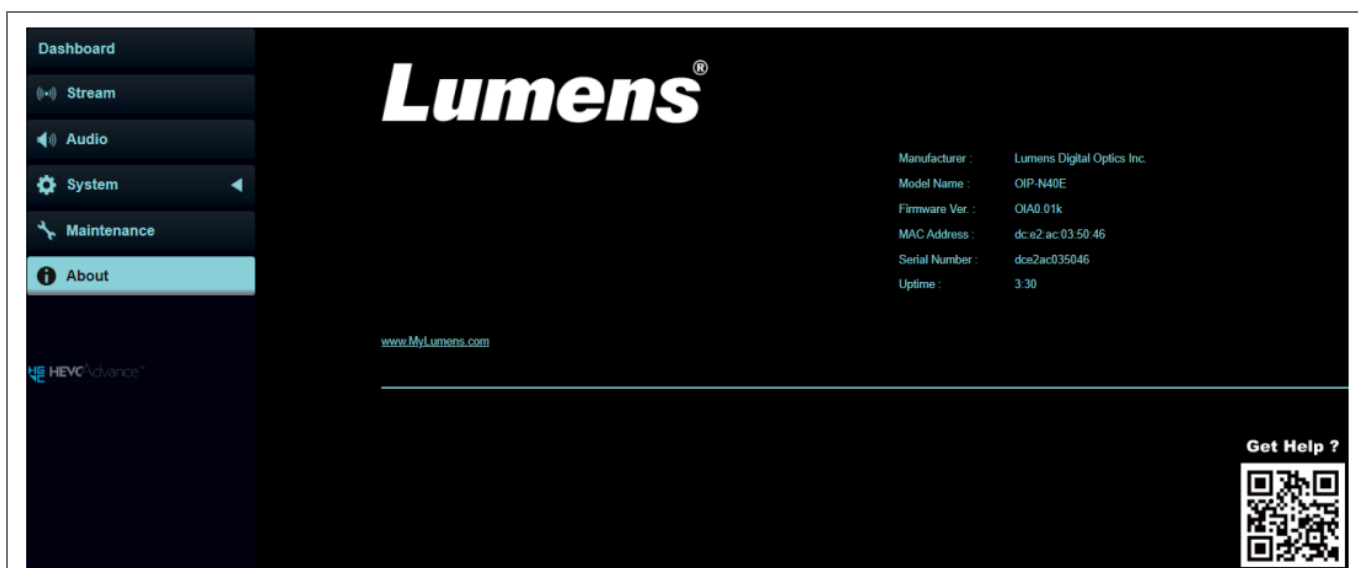 Dashboard
Stream
Audio
System
Maintenance
About
HEVC Advance™
Lumens®
Manufacturer : Lumens Digital Optics Inc.
Model Name : OIP-N40E
Firmware Ver. : OIA0.01k
MAC Address : dc:e2:ac:03:50:46
Serial Number : dce2ac035046
Uptime : 3:30
www.MyLumens.com
Get Help ?